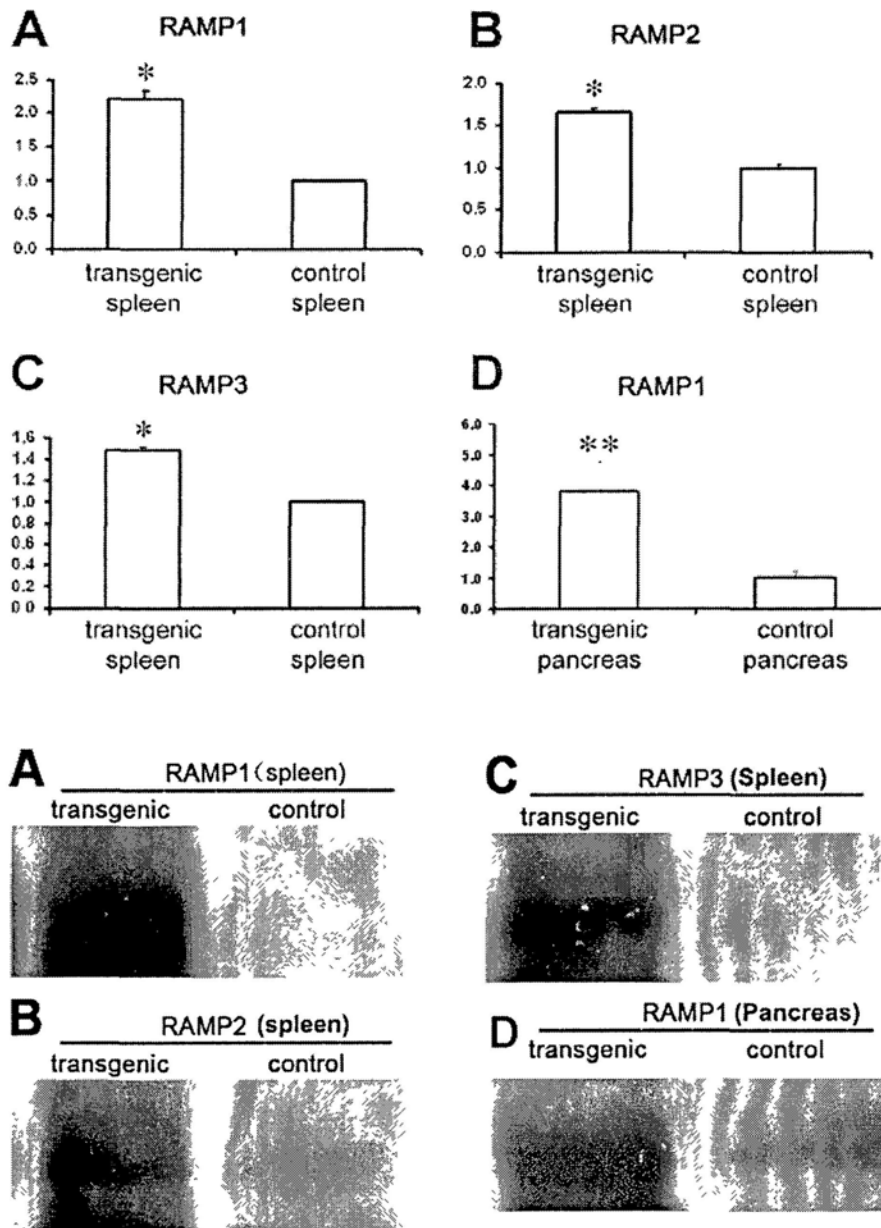 A
RAMP1
2.5
2.0
1.5
1.0
0.5
0.0
*
transgenic
spleen
control
spleen
B
RAMP2
2.0
1.5
1.0
0.5
0.0
*
transgenic
spleen
control
spleen
C
RAMP3
1.6
1.4
1.2
1.0
0.8
0.6
0.4
0.2
0 0
*
transgenic
spleen
control
spleen
D
RAMP1
6.0
5.0
4.0
3.0
2.0
1.0
0.0
**
transgenic
pancreas
control
pancreas
A
RAMP1(spleen)
transgenic control
B
RAMP2 (spleen)
transgenic control
C
RAMP3 (Spleen)
transgenic control
D
RAMP1 (Pancreas)
transgenic control